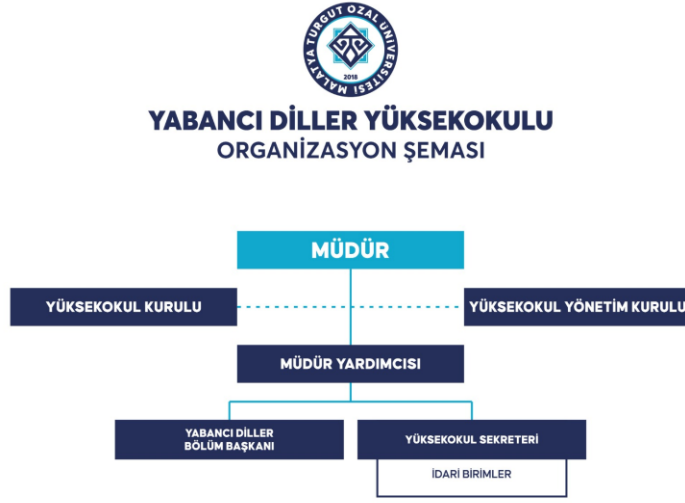 MALATYA TURGUT ÖZAL ÜNİVERSİTESİ
2018
YABANCI DİLLER YÜKSEKOKULU
ORGANİZASYON ŞEMASI
MÜDÜR
YÜKSEKOKUL KURULU
YÜKSEKOKUL YÖNETİM KURULU
MÜDÜR YARDIMCISI
YABANCI DİLLER
BÖLÜM BAŞKANI
YÜKSEKOKUL SEKRETERİ
İDARİ BİRİMLER